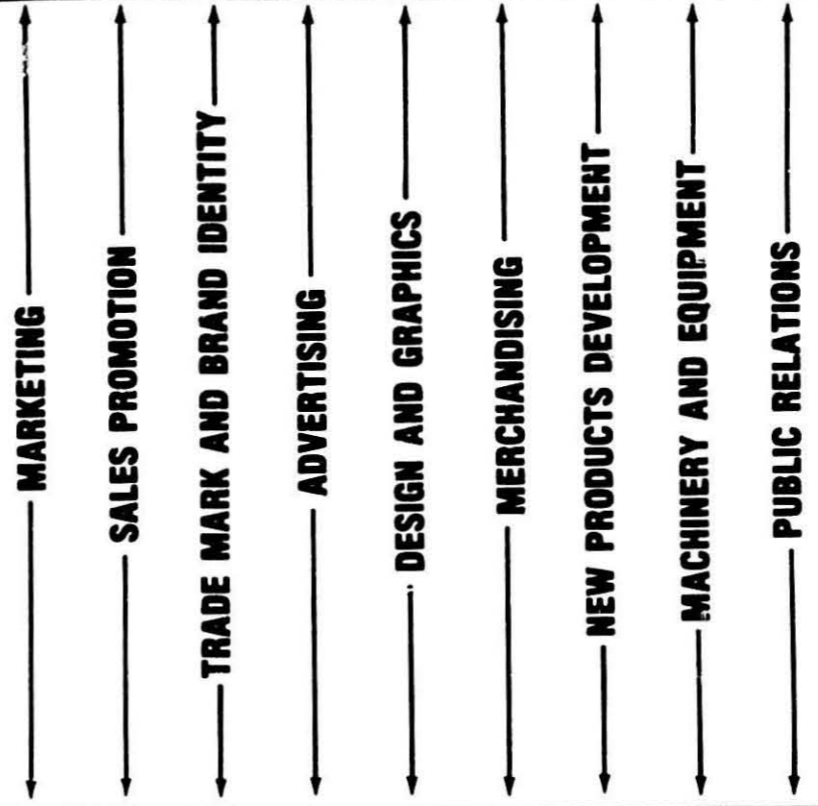 MARKETING
SALES PROMOTION
TRADE MARK AND BRAND IDENTITY
ADVERTISING
DESIGN AND GRAPHICS
MERCHANDISING
NEW PRODUCTS DEVELOPMENT
MACHINERY AND EQUIPMENT
PUBLIC RELATIONS